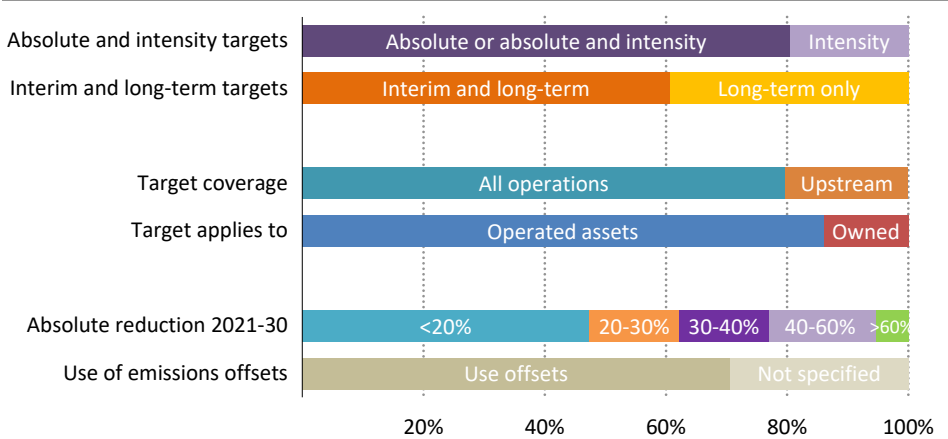 Absolute and intensity targets
Absolute or absolute and intensity
Intensity
Interim and long-term targets
Interim and long-term
Long-term only
Target coverage
All operations
Upstream
Target applies to
Operated assets
Owned
Absolute reduction 2021-30
<20%
20-30%
30-40%
40-60%
>60%
Use of emissions offsets
Use offsets
Not specified
20%
40%
60%
80%
100%